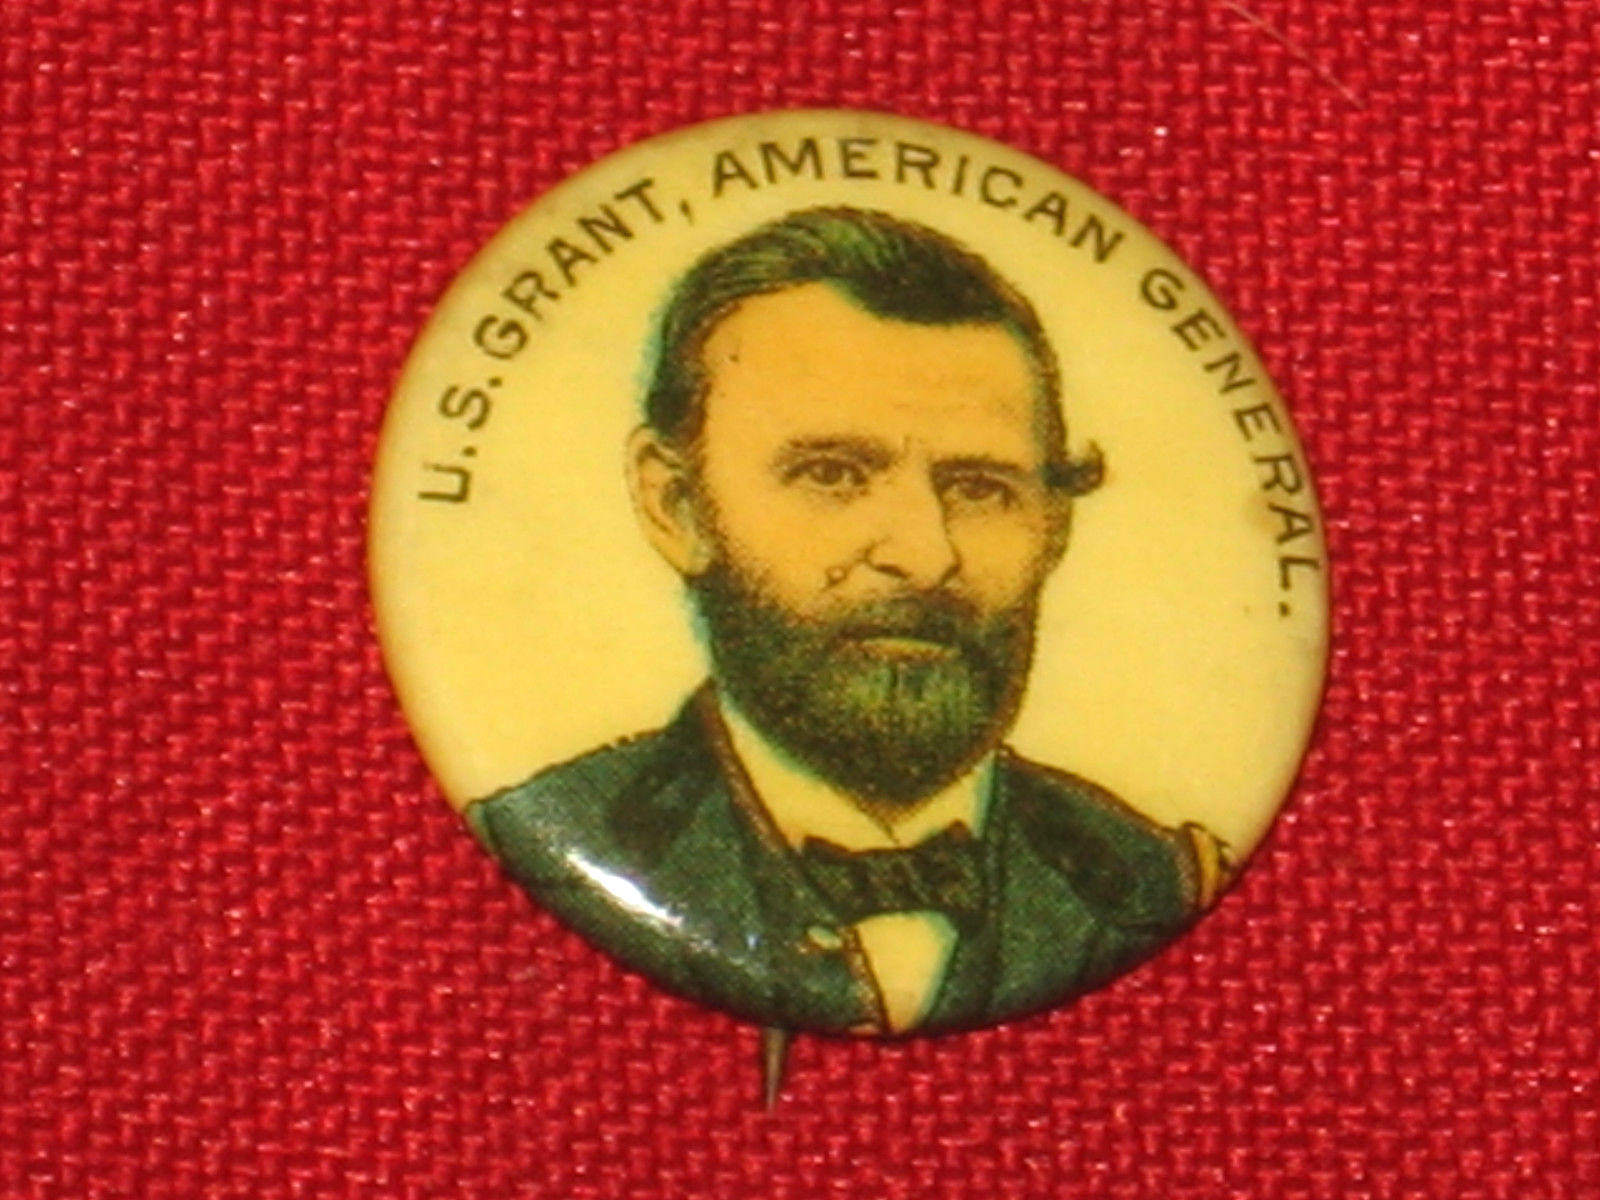 U.S. GRANT, AMERICAN GENERAL.